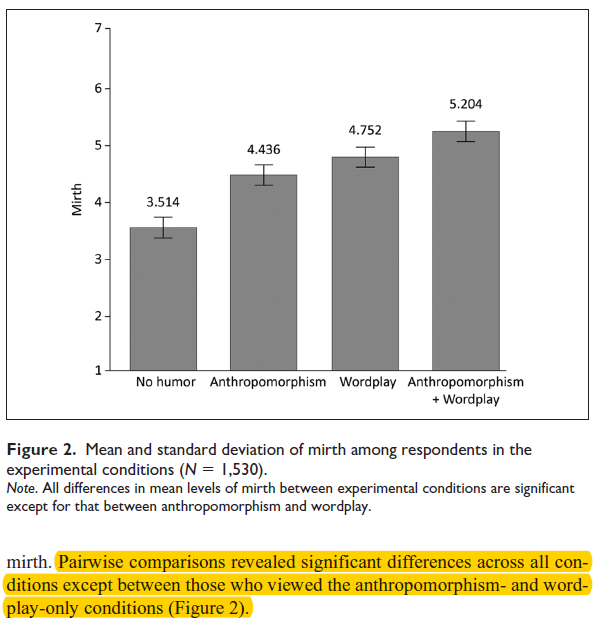 7
6
5
4
3
2
1
Mirth
3.514
4.436
4.752
5.204
No humor Anthropomorphism Wordplay Anthropomorphism
+ Wordplay
Figure 2. Mean and standard deviation of mirth among respondents in the
experimental conditions (N = 1,530).
Note. All differences in mean levels of mirth between experimental conditions are significant
except for that between anthropomorphism and wordplay.
mirth. Pairwise comparisons revealed significant differences across all con-
ditions except between those who viewed the anthropomorphism- and word-
play-only conditions (Figure 2).